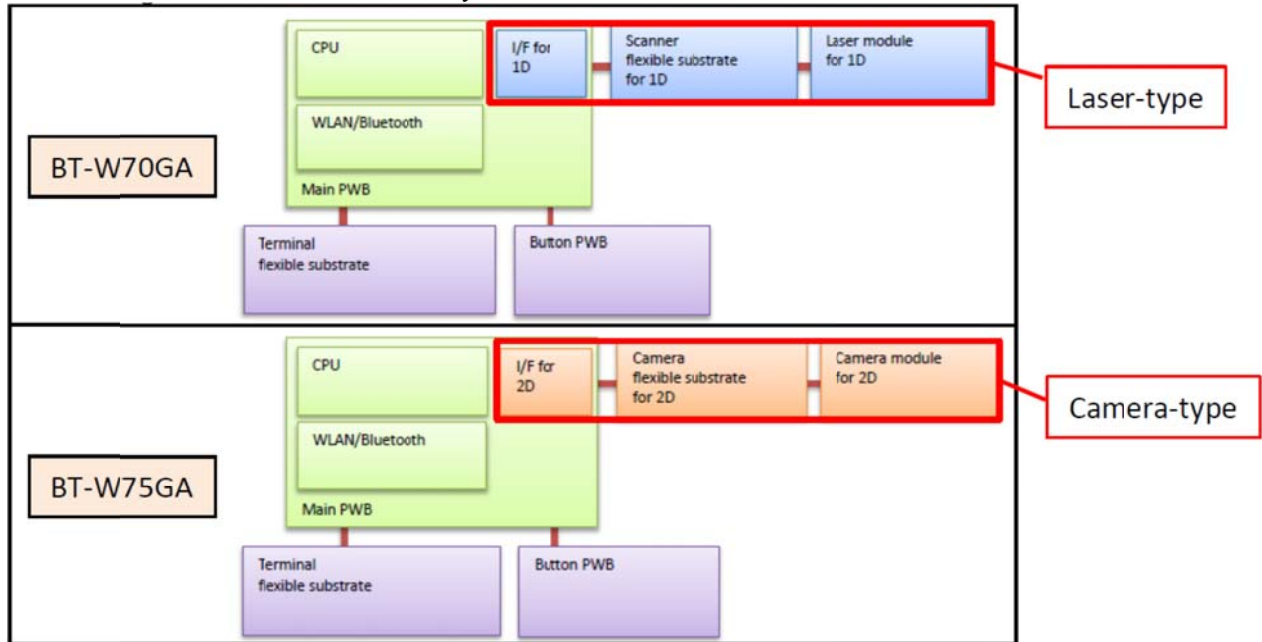 CPU
I/F for
1D
Scanner
flexible substrate
for 1D
Laser module
for 1D
Laser-type
WLAN/Bluetooth
BT-W70GA
Main PWB
Terminal
flexible substrate
Button PWB
CPU
I/F for
2D
Camera
flexible substrate
for 2D
Camera module
for 2D
Camera-type
WLAN/Bluetooth
BT-W75GA
Main PWB
Terminal
flexible substrate
Button PWB